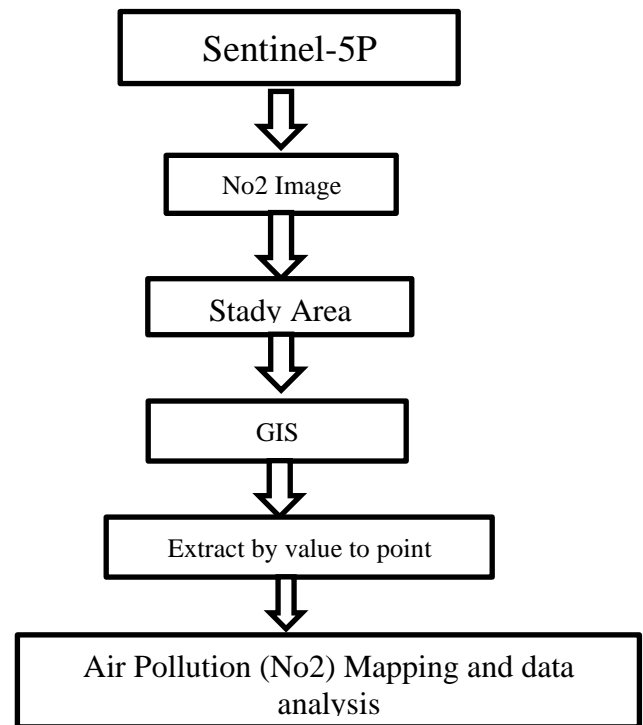 Sentinel-5P
No2 Image
Stady Area
GIS
Extract by value to point
Air Pollution (No2) Mapping and data
analysis